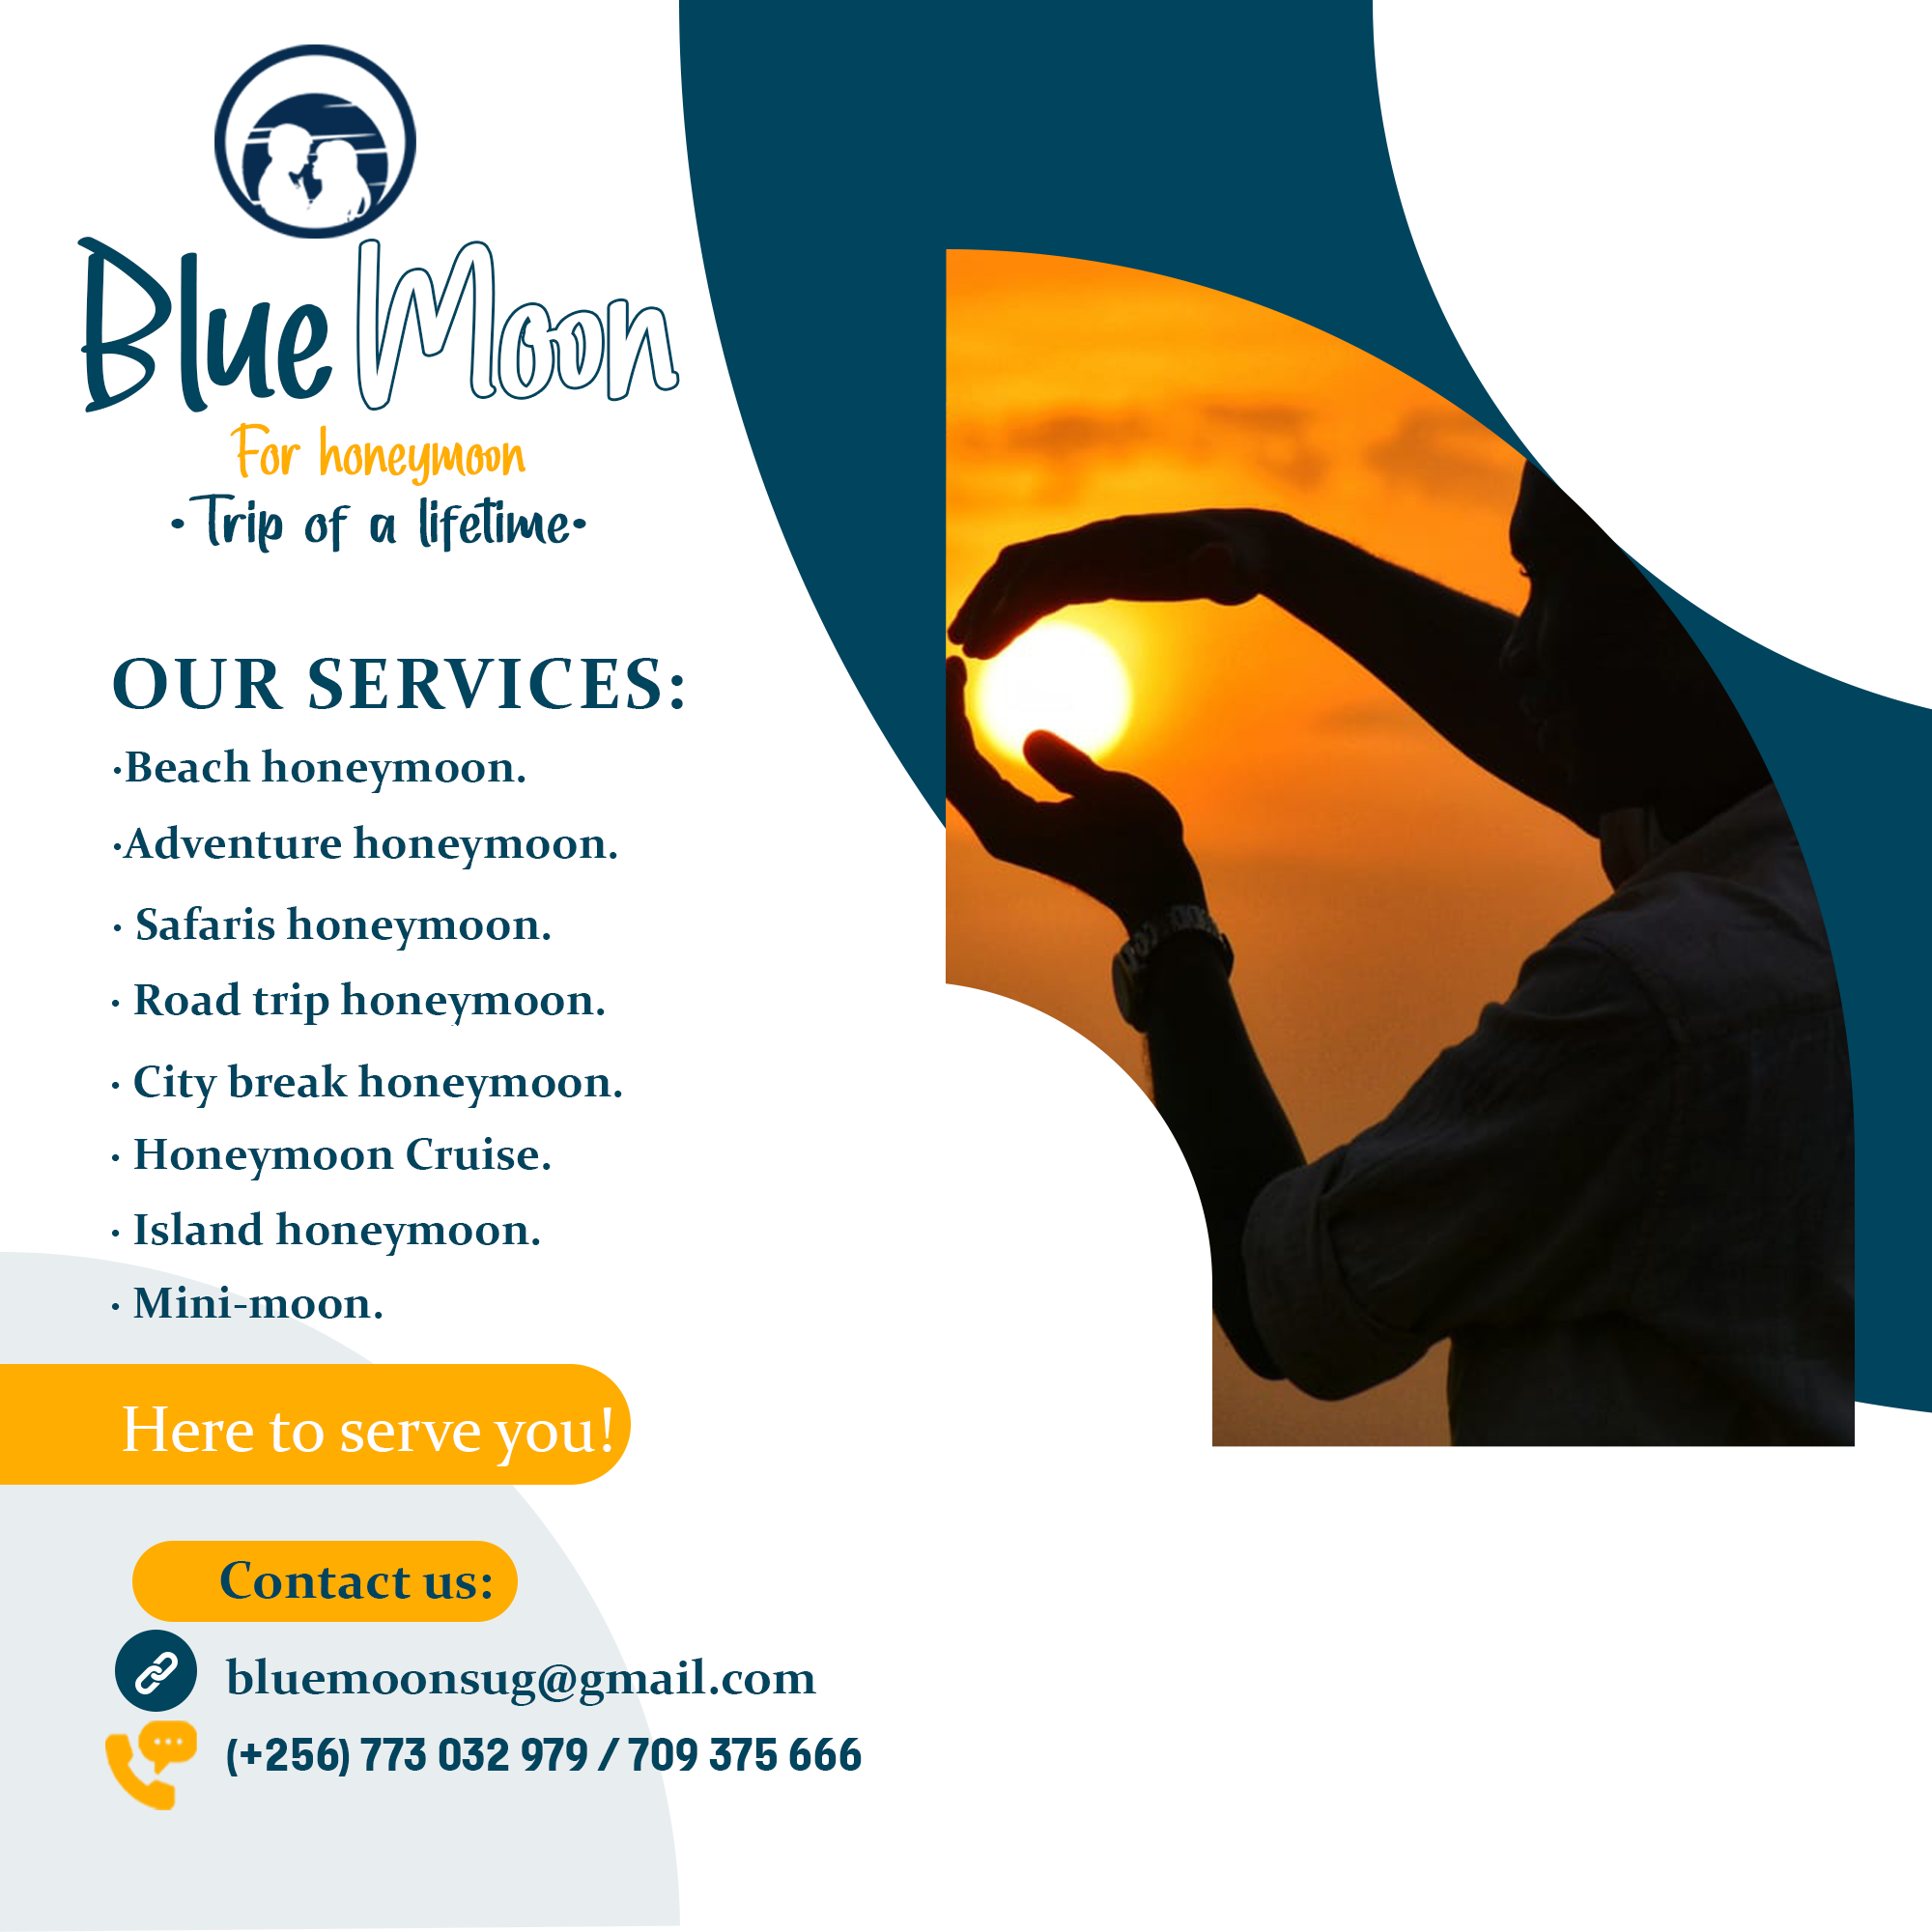 Blue Moon
For honeymoon
•Trip of a lifetime•
OUR SERVICES:
·Beach honeymoon.
·Adventure honeymoon.
· Safaris honeymoon.
· Road trip honeymoon.
· City break honeymoon.
· Honeymoon Cruise.
· Island honeymoon.
· Mini-moon.
Here to serve you!
Contact us:
bluemoonsug@gmail.com
(+256) 773 032 979 / 709 375 666